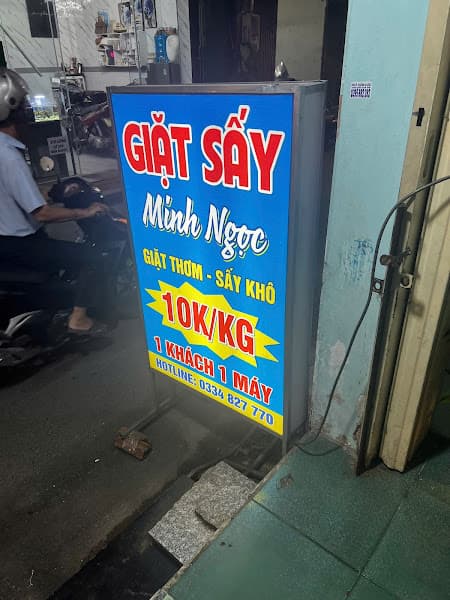 GIẶT SẤY
Minh Ngọc
GIẶT THƠM - SẤY KHÔ
10K/KG
1 KHÁCH 1 MÁY
HOTLINE: 0334 827 770